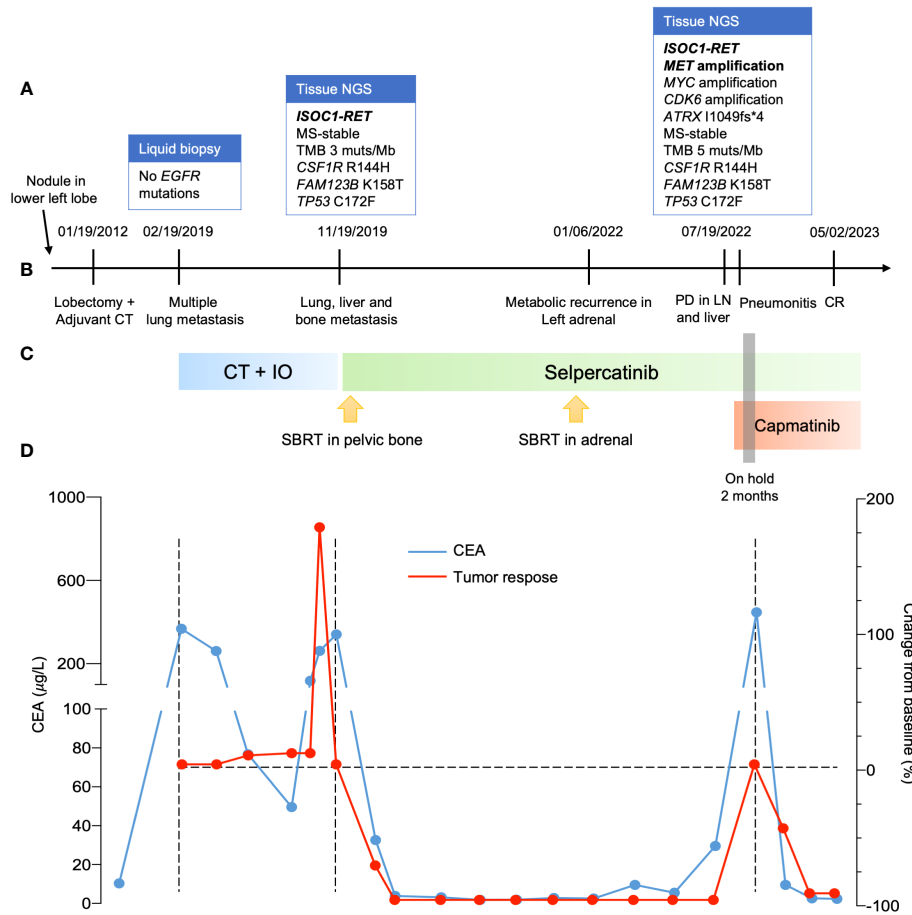 A
Liquid biopsy
No EGFR
mutations
Tissue NGS
ISOC1-RET
MS-stable
TMB 3 muts/Mb
CSF1R R144H
FAM123B K158T
TP53 C172F
Tissue NGS
ISOC1-RET
MET amplification
MYC amplification
CDK6 amplification
ATRX I1049fs*4
MS-stable
TMB 5 muts/Mb
CSF1R R144H
FAM123B K158T
TP53 C172F
Nodule in
lower left lobe
01/19/2012
02/19/2019
11/19/2019
01/06/2022
07/19/2022
05/02/2023
B
Lobectomy +
Adjuvant CT
Multiple
lung metastasis
Lung, liver and
bone metastasis
Metabolic recurrence in
Left adrenal
PD in LN
and liver
Pneumonitis
CR
C
CT + IO
Selpercatinib
SBRT in pelvic bone
SBRT in adrenal
Capmatinib
On hold
2 months
D
1000
600
200
100
80
60
40
20
0
CEA (µg/L)
CEA
Tumor respose
200
100
0
-100
Change from baseline (%)